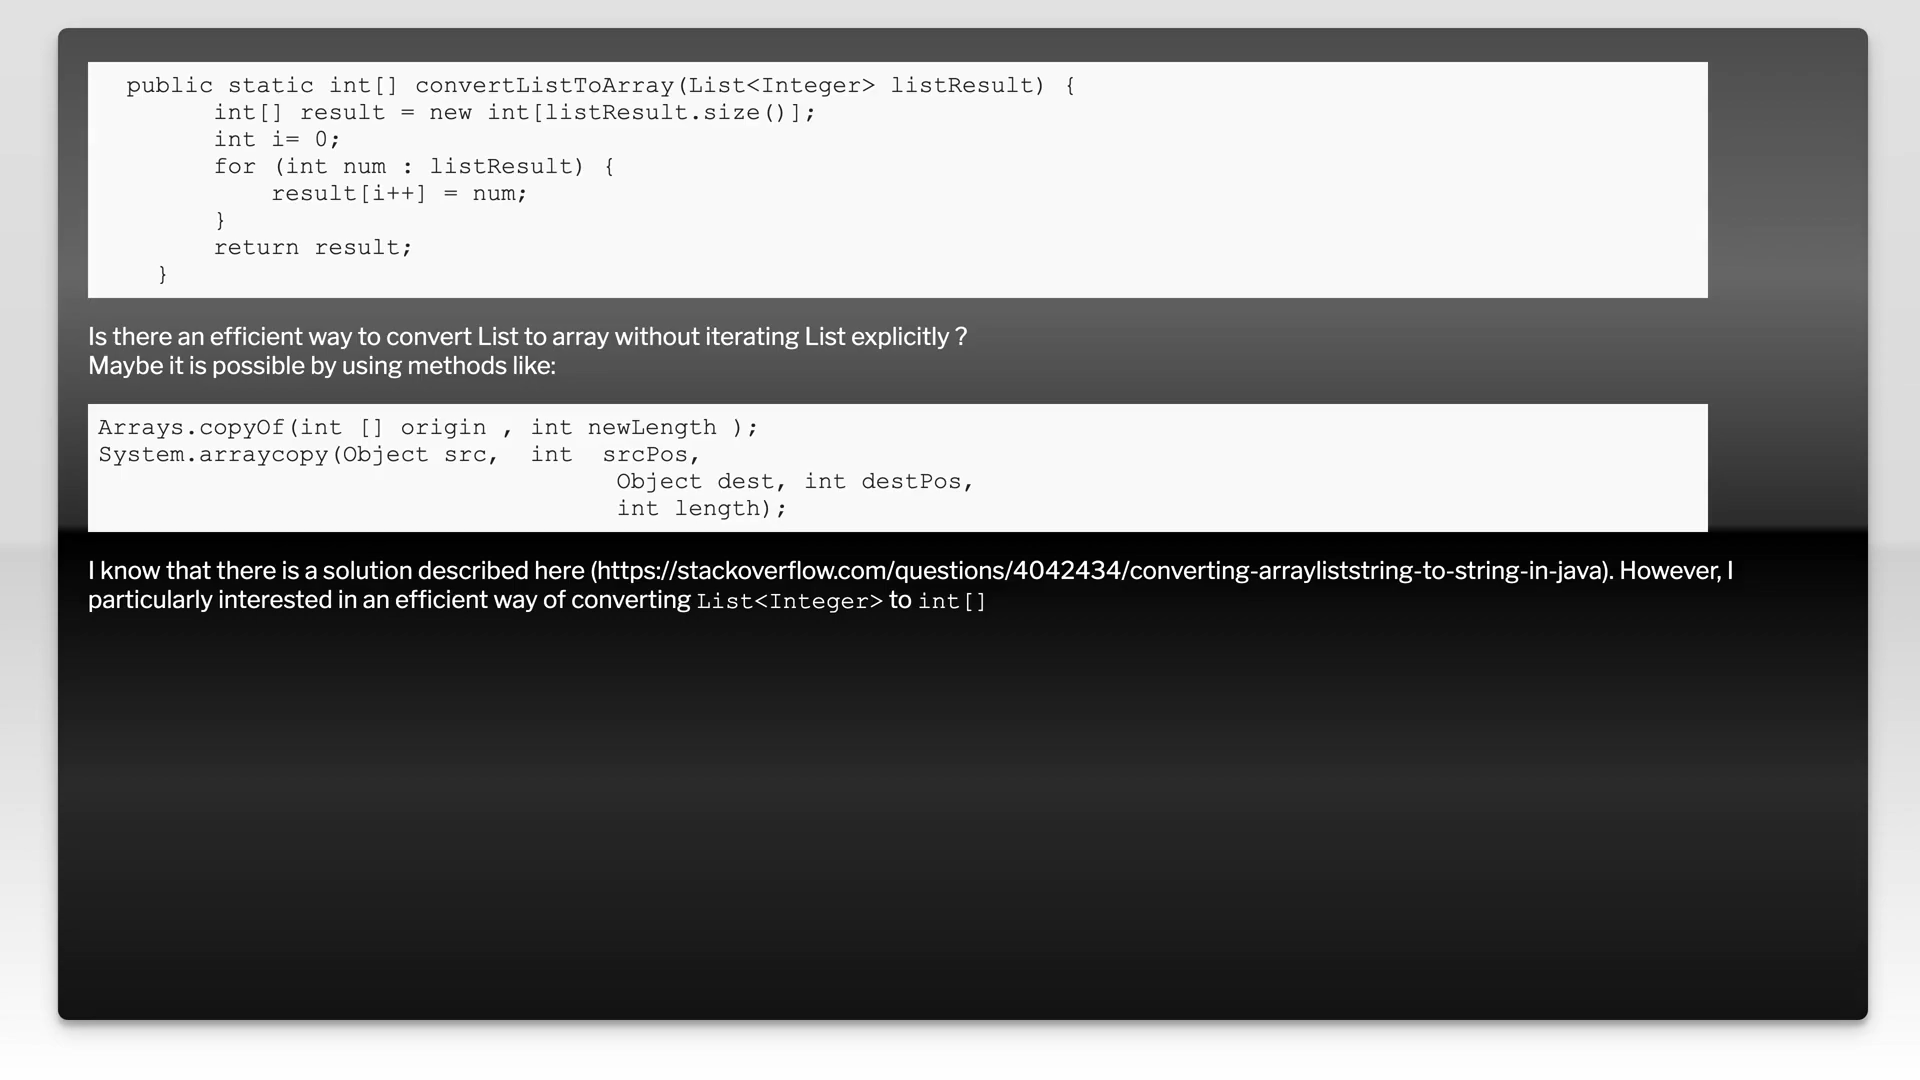 public static int[] convertListToArray(List<Integer> listResult) {
int[] result = new int[listResult.size()];
int i= 0;
for (int num : listResult) {
result[i++] = num;
}
return result;
}
Is there an efficient way to convert List to array without iterating List explicitly ?
Maybe it is possible by using methods like:
Arrays.copyOf(int [] origin , int newLength );
System.arraycopy(Object src,  int  srcPos,
Object dest, int destPos,
int length);
I know that there is a solution described here (https://stackoverflow.com/questions/4042434/converting-arrayliststring-to-string-in-java). However, I
particularly interested in an efficient way of converting List<Integer> to int[]